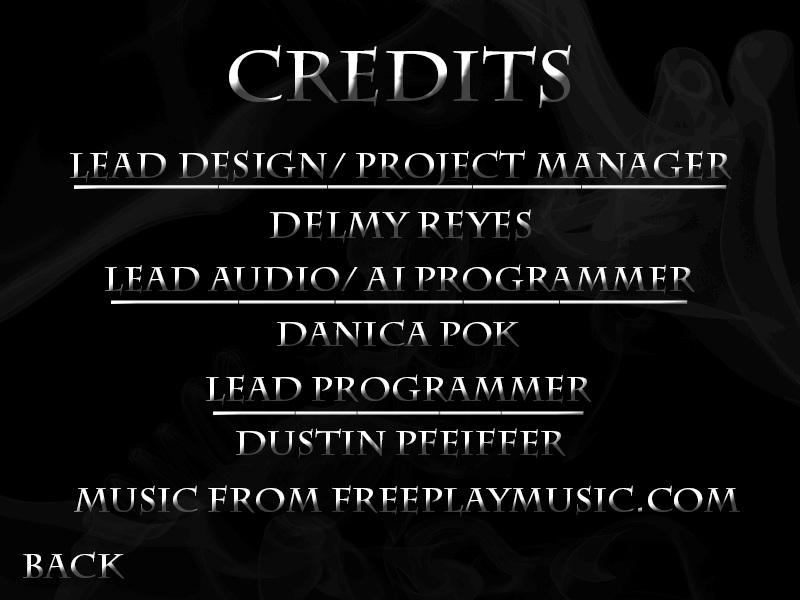 CREDITS
LEAD DESIGN/ PROJECT MANAGER
DELMY REYES
LEAD AUDIO/ AI PROGRAMMER
DANICA POK
LEAD PROGRAMMER
DUSTIN PFEIFFER
MUSIC FROM FREEPLAYMUSIC.COM
BACK